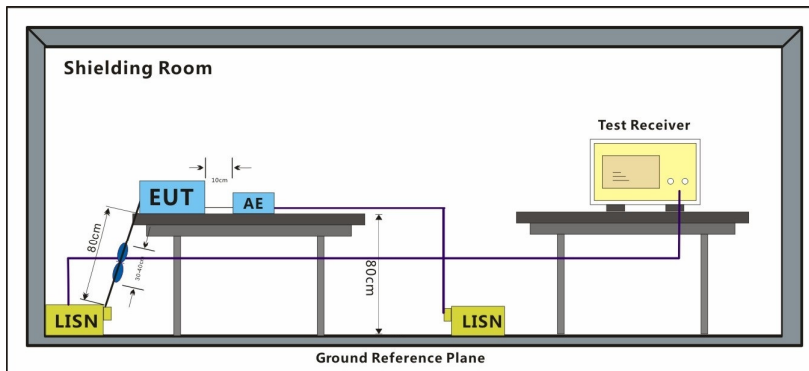 Shielding Room
Test Receiver
10cm
EUT
AE
80cm
30-40cm
80cm
LISN
LISN
Ground Reference Plane